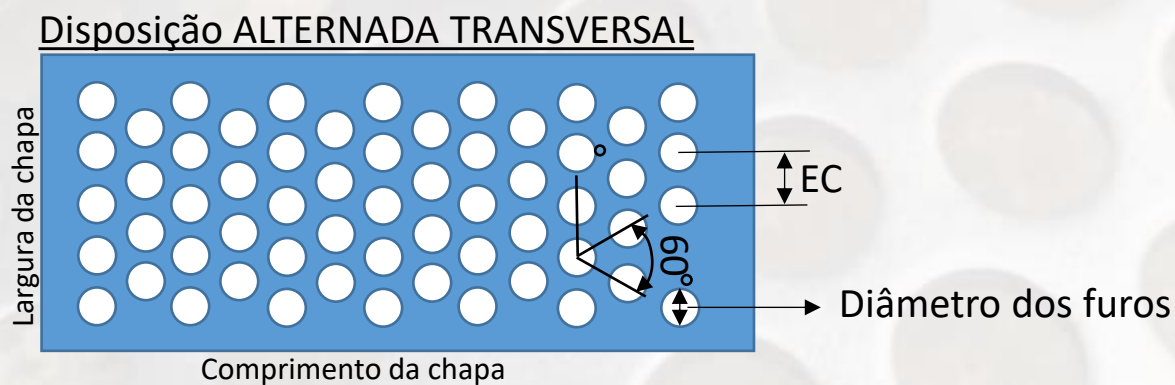 Disposição ALTERNADA TRANSVERSAL
Largura da chapa
EC
60°
Diâmetro dos furos
Comprimento da chapa